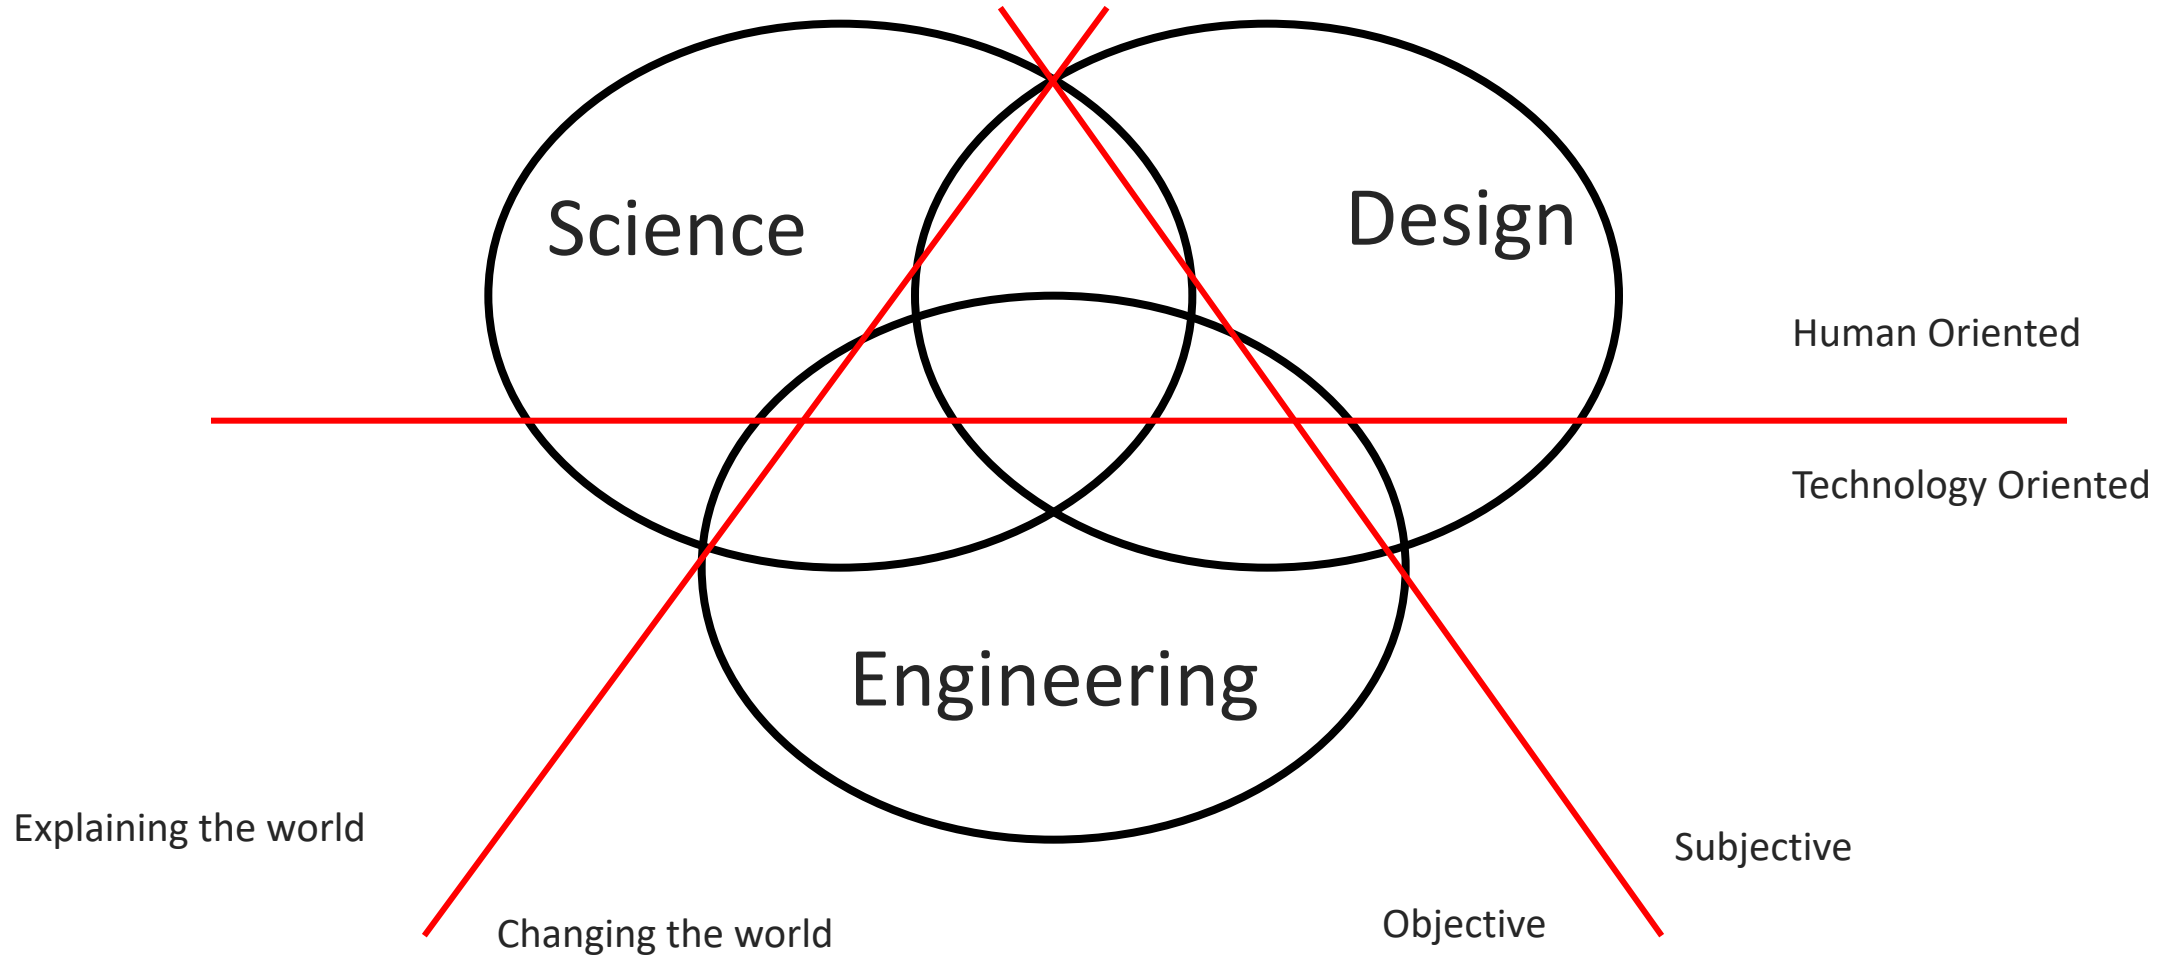 Science
Design
Human Oriented
Technology Oriented
Engineering
Explaining the world
Subjective
Changing the world
Objective